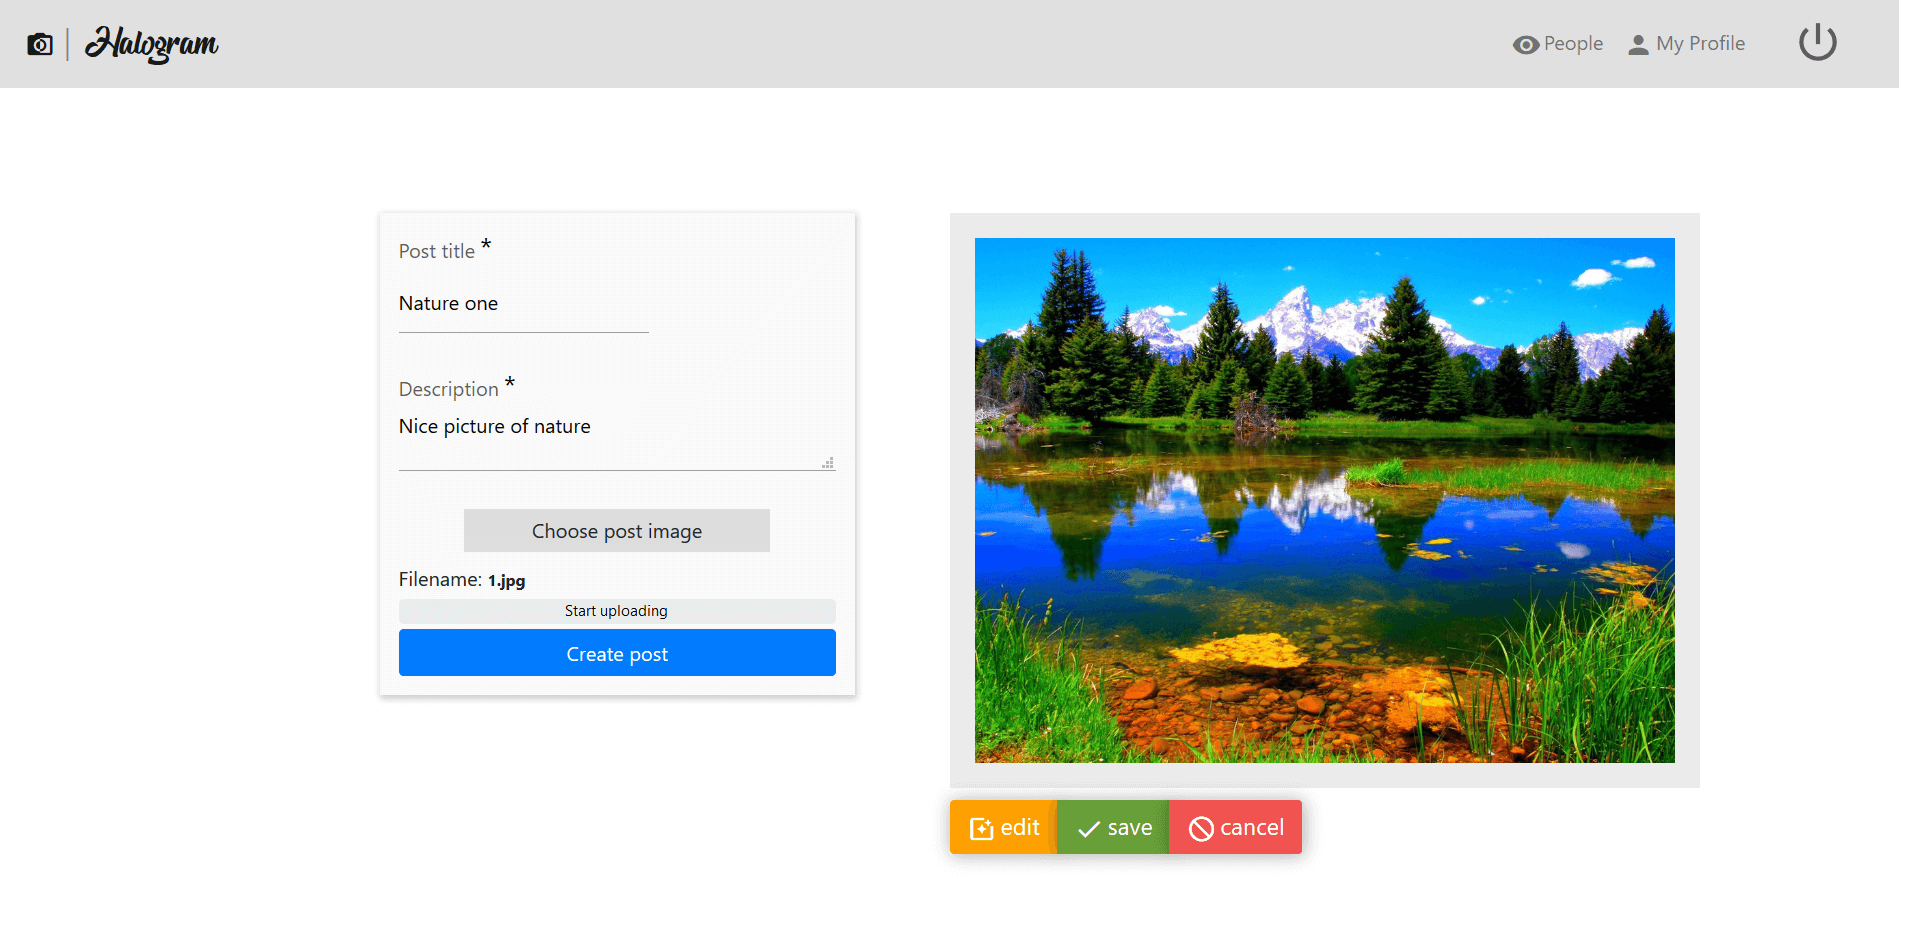 Halogram
People My Profile
Post title *
Nature one
Description *
Nice picture of nature
Choose post image
Filename: 1.jpg
Start uploading
Create post
edit save cancel